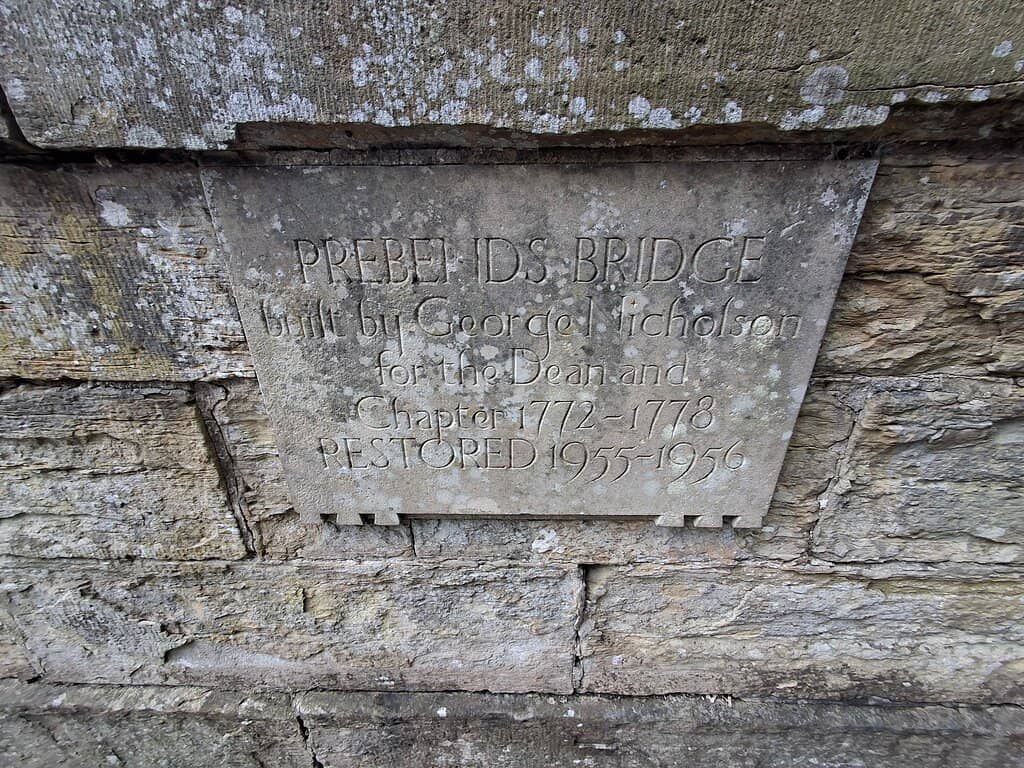 PREBENDS BRIDGE
built by George Nicholson
for the Dean and
Chapter 1772-1778
RESTORED 1955-1956